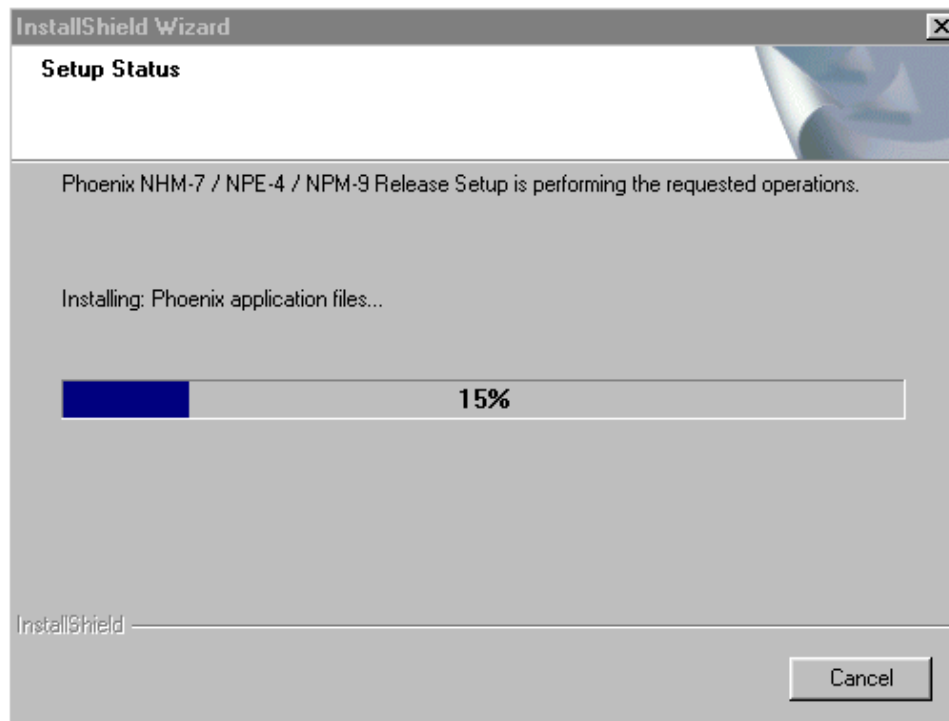 InstallShield Wizard
Setup Status
Phoenix NHM-7 / NPE-4 / NPM-9 Release Setup is performing the requested operations.
Installing: Phoenix application files...
15%
InstallShield
Cancel